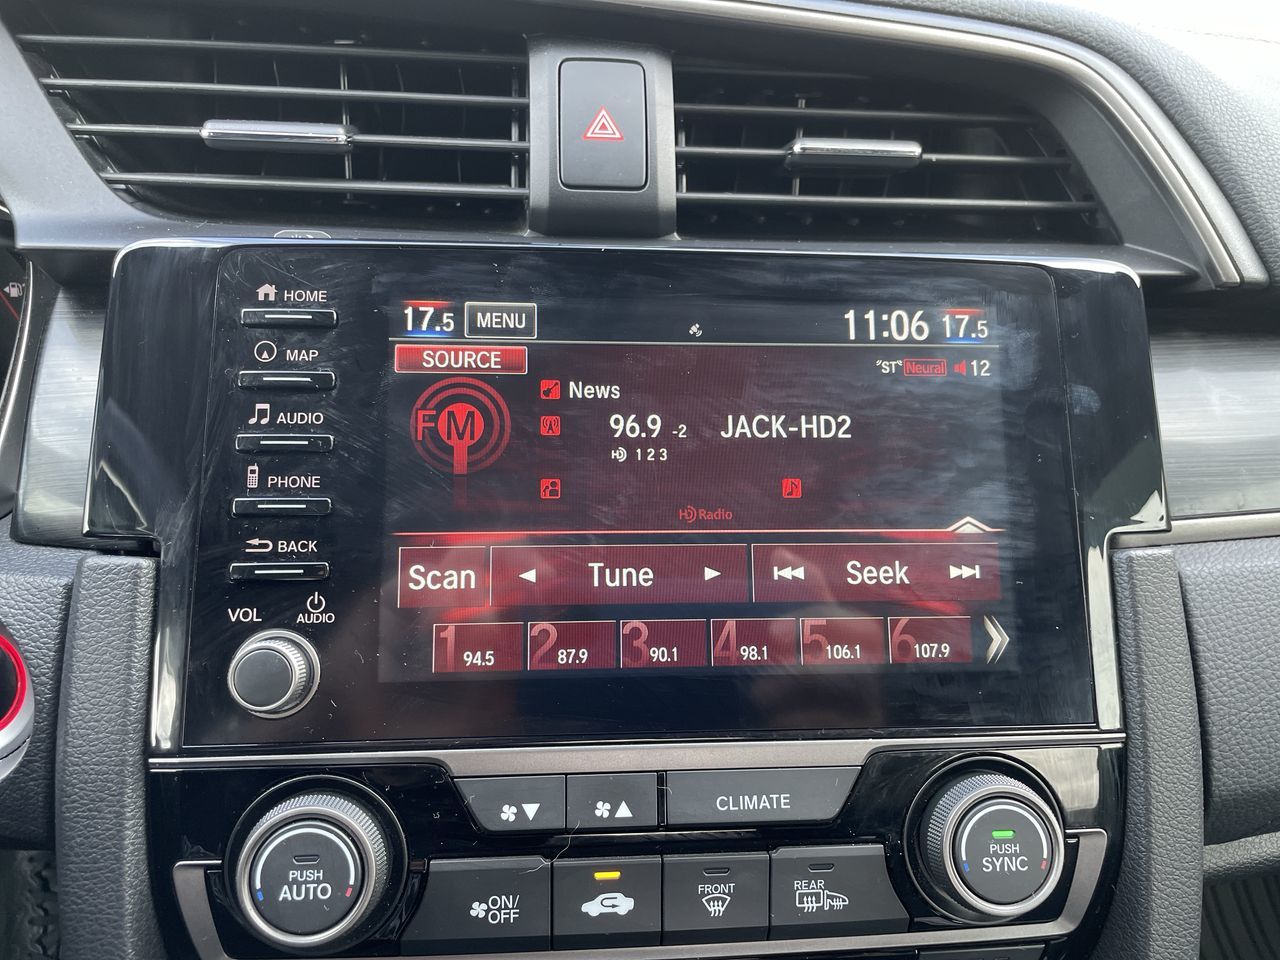 HOME
MAP
AUDIO
PHONE
BACK
VOL
AUDIO
17.5 MENU 11:06 17.5
SOURCE
"ST" Neural 12
FM
News
96.9 -2 JACK-HD2
HD 1 2 3
HD Radio
Scan Tune Seek
1 94.5 2 87.9 3 90.1 4 98.1 5 106.1 6 107.9
CLIMATE
PUSH
AUTO
PUSH
SYNC
ON/
OFF
FRONT
REAR